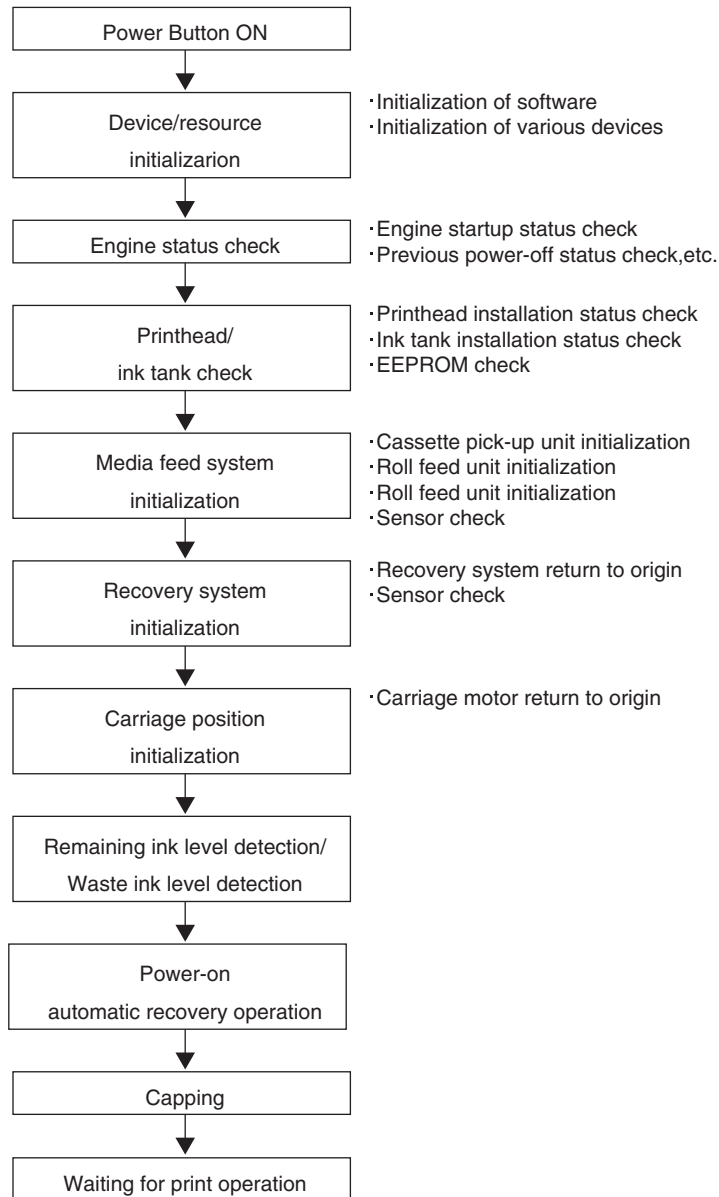 Power Button ON
Device/resource
initializarion
·Initialization of software
·Initialization of various devices
Engine status check
·Engine startup status check
·Previous power-off status check,etc.
Printhead/
ink tank check
·Printhead installation status check
·Ink tank installation status check
·EEPROM check
Media feed system
initialization
·Cassette pick-up unit initialization
·Roll feed unit initialization
·Roll feed unit initialization
·Sensor check
Recovery system
initialization
·Recovery system return to origin
·Sensor check
Carriage position
initialization
·Carriage motor return to origin
Remaining ink level detection/
Waste ink level detection
Power-on
automatic recovery operation
Capping
Waiting for print operation